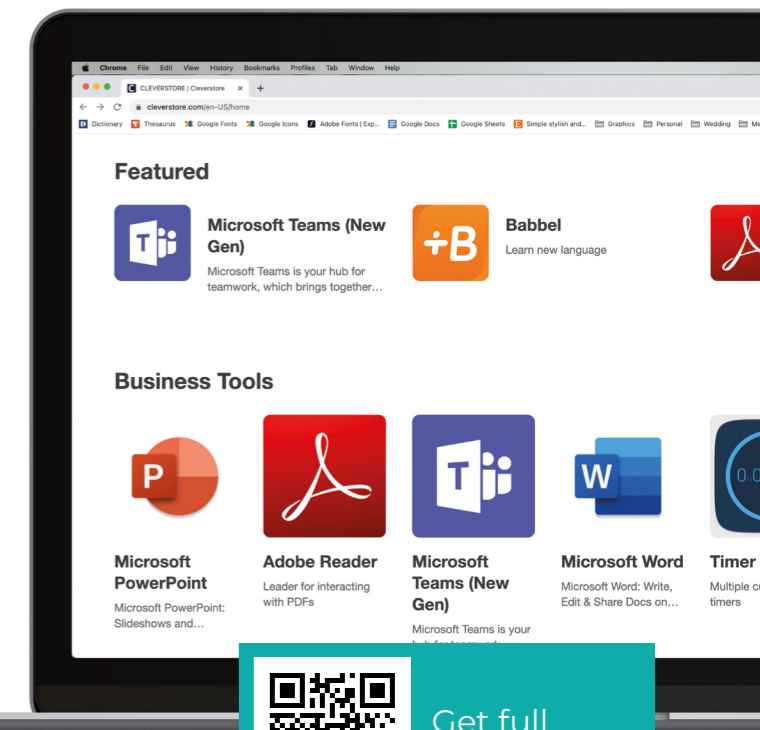 Chrome File Edit View History Bookmarks Profiles Tab Window Help
CLEVERSTORE | Cleverstore
cleverstore.com/en-US/home
Dictionary Thesaurus Google Fonts Google Icons Adobe Fonts | Exp... Google Docs Google Sheets Simple stylish and... Graphics Personal Wedding
Featured
Microsoft Teams (New
Gen)
Microsoft Teams is your hub for
teamwork, which brings together...
Babbel
Learn new language
Business Tools
Microsoft
PowerPoint
Microsoft PowerPoint:
Slideshows and...
Adobe Reader
Leader for interacting
with PDFs
Microsoft
Teams (New
Gen)
Microsoft Teams is your
hub for teamwork
Microsoft Word
Microsoft Word: Write,
Edit & Share Docs on...
Timer
Multiple
timers
Get full